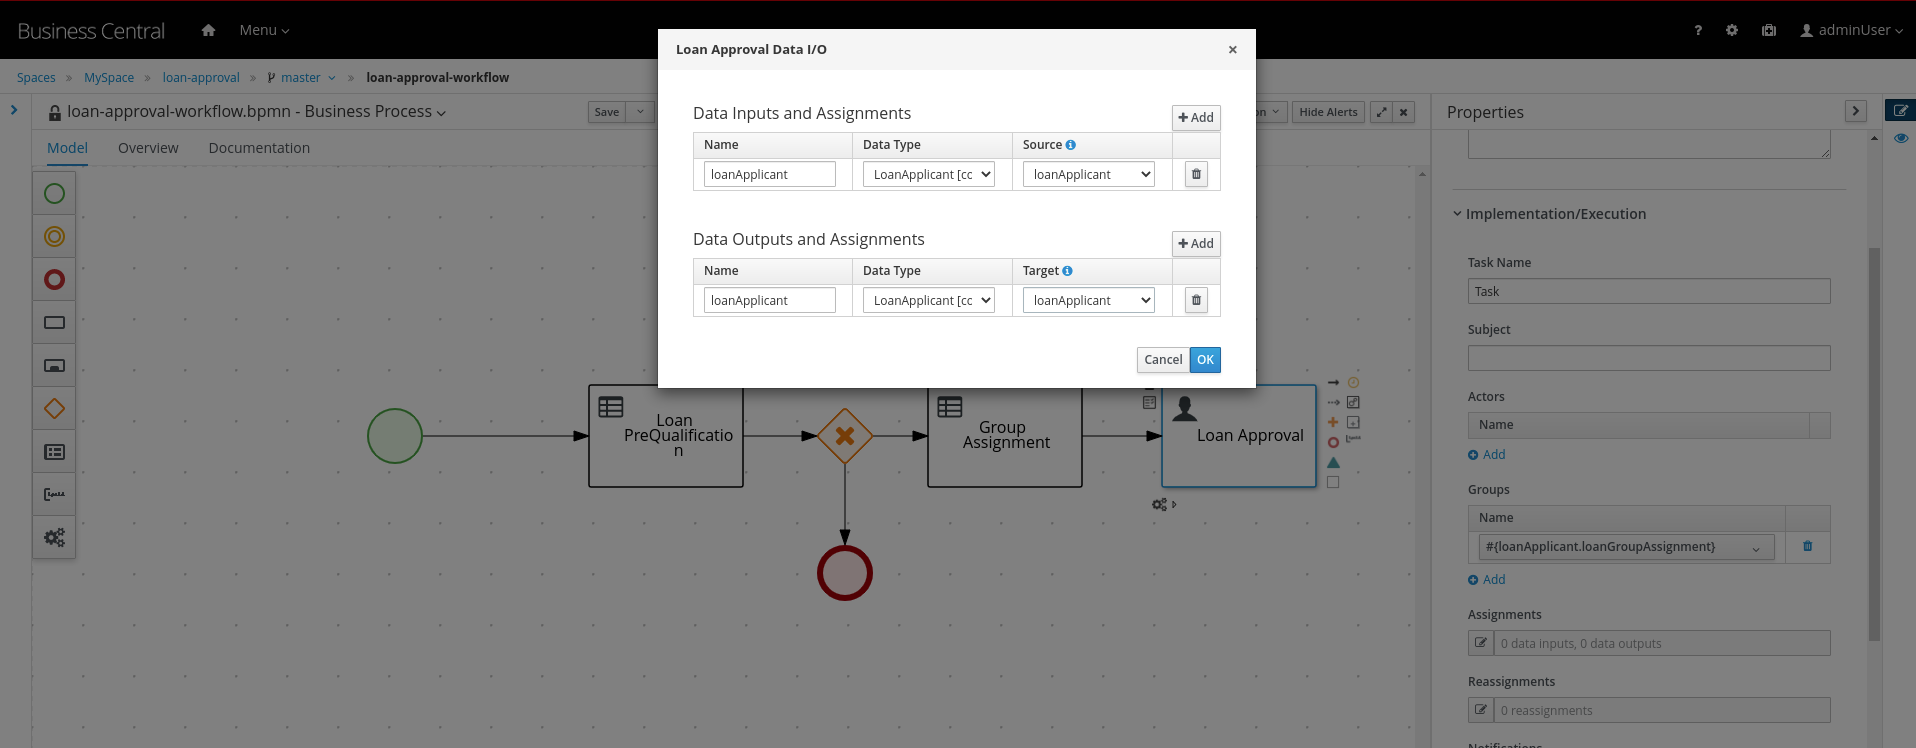 Business Central
Menu
?
adminUser
Spaces » MySpace » loan-approval » master » loan-approval-workflow
loan-approval-workflow.bpmn - Business Process
Save
Hide Alerts
Model
Overview
Documentation
Loan Approval Data I/O
×
Data Inputs and Assignments
+ Add
Name
Data Type
Source
loanApplicant
LoanApplicant [cc
loanApplicant
Data Outputs and Assignments
+ Add
Name
Data Type
Target
loanApplicant
LoanApplicant [cc
loanApplicant
Cancel
OK
Loan
PreQualificatio
n
Group
Assignment
Loan Approval
Properties
Implementation/Execution
Task Name
Task
Subject
Actors
Name
Add
Groups
Name
#{loanApplicant.loanGroupAssignment}
Add
Assignments
0 data inputs, 0 data outputs
Reassignments
0 reassignments
Notifications